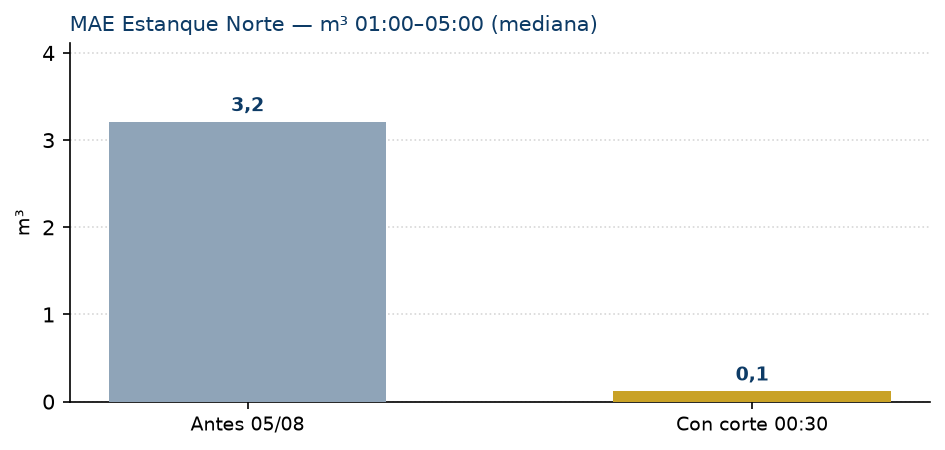 MAE Estanque Norte — m³ 01:00–05:00 (mediana)
4
3
2
1
0
m³
3,2
0,1
Antes 05/08
Con corte 00:30